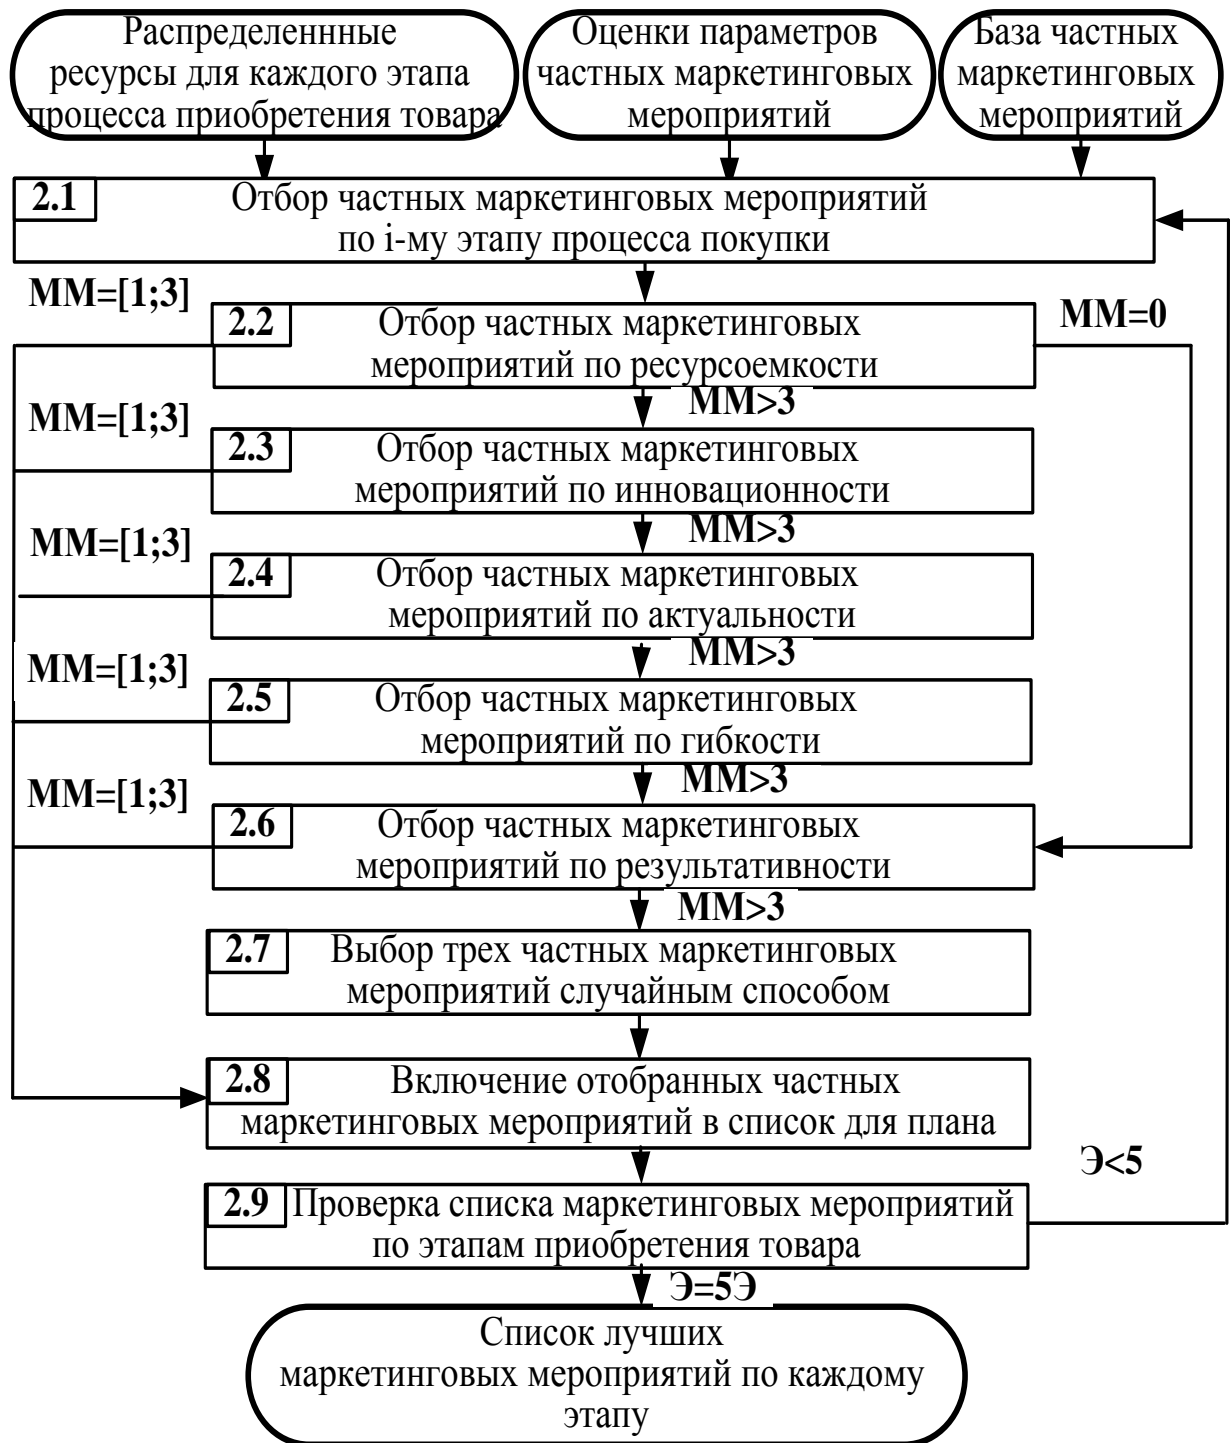 Распределеннные
ресурсы для каждого этапа
процесса приобретения товара
Оценки параметров
частных маркетинговых
мероприятий
База частных
маркетинговых
мероприятий
2.1
Отбор частных маркетинговых мероприятий
по i-му этапу процесса покупки
ММ=[1;3]
2.2
Отбор частных маркетинговых
мероприятий по ресурсоемкости
ММ=0
ММ>3
ММ=[1;3]
2.3
Отбор частных маркетинговых
мероприятий по инновационности
ММ>3
ММ=[1;3]
2.4
Отбор частных маркетинговых
мероприятий по актуальности
ММ>3
ММ=[1;3]
2.5
Отбор частных маркетинговых
мероприятий по гибкости
ММ>3
ММ=[1;3]
2.6
Отбор частных маркетинговых
мероприятий по результативности
ММ>3
2.7
Выбор трех частных маркетинговых
мероприятий случайным способом
2.8
Включение отобранных частных
маркетинговых мероприятий в список для плана
Э<5
2.9
Проверка списка маркетинговых мероприятий
по этапам приобретения товара
Э=5Э
Список лучших
маркетинговых мероприятий по каждому
этапу